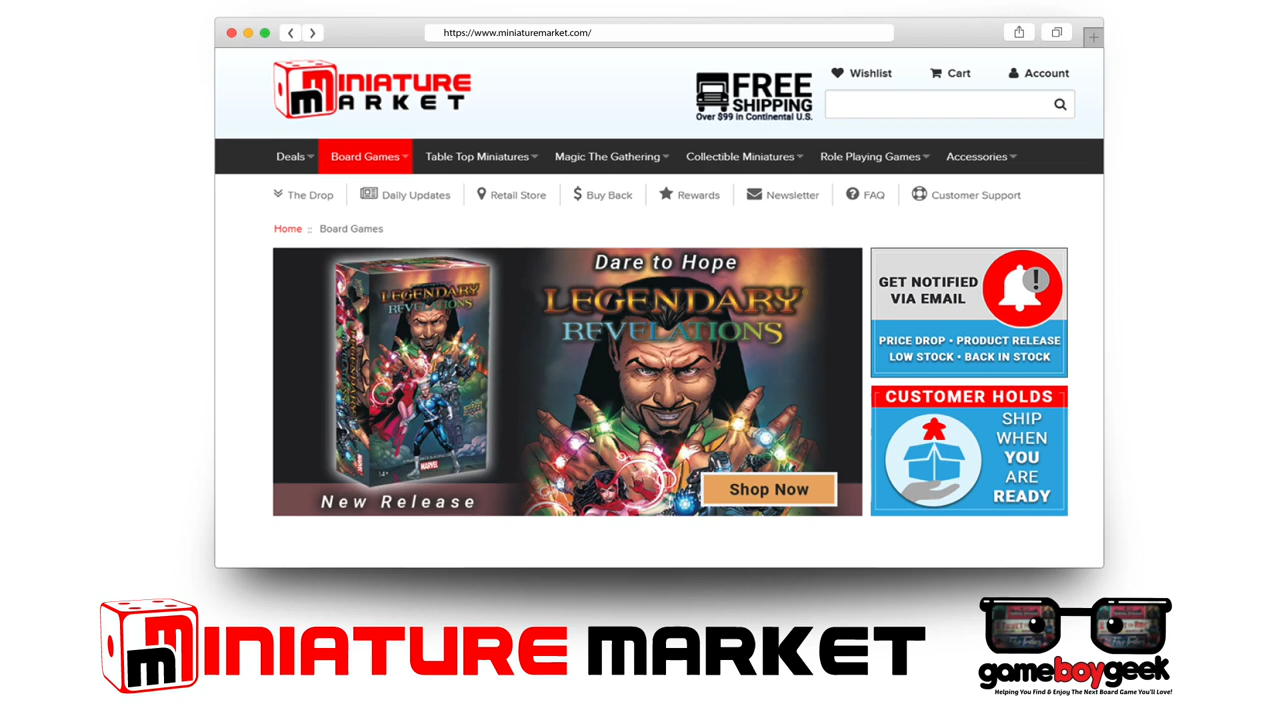 https://www.miniaturemarket.com/
MINIATURE
MARKET
FREE
SHIPPING
Over $99 in Continental U.S.
Wishlist
Cart
Account
Deals
Board Games
Table Top Miniatures
Magic The Gathering
Collectible Miniatures
Role Playing Games
Accessories
The Drop
Daily Updates
Retail Store
Buy Back
Rewards
Newsletter
FAQ
Customer Support
Home :: Board Games
LEGENDARY
REVELATIONS
MARVEL
New Release
Dare to Hope
LEGENDARY
REVELATIONS
Shop Now
GET NOTIFIED
VIA EMAIL
PRICE DROP • PRODUCT RELEASE
LOW STOCK • BACK IN STOCK
CUSTOMER HOLDS
SHIP
WHEN
YOU
ARE
READY
MINIATURE MARKET
gameboygeek
Helping You Find & Enjoy The Next Board Game You'll Love!